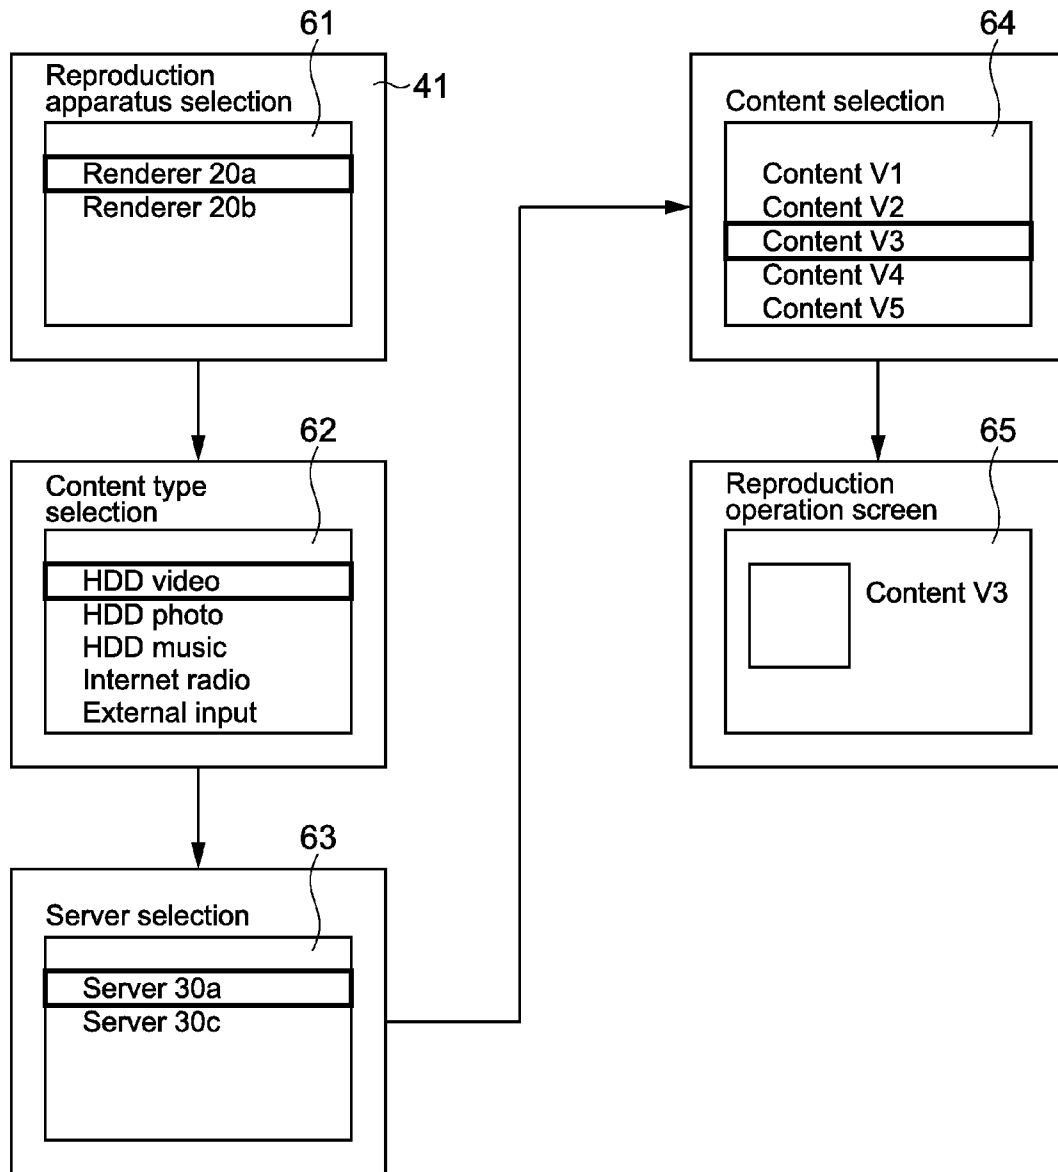 61
Reproduction
apparatus selection
41
Renderer 20a
Renderer 20b
62
Content type
selection
HDD video
HDD photo
HDD music
Internet radio
External input
63
Server selection
Server 30a
Server 30c
64
Content selection
Content V1
Content V2
Content V3
Content V4
Content V5
65
Reproduction
operation screen
Content V3